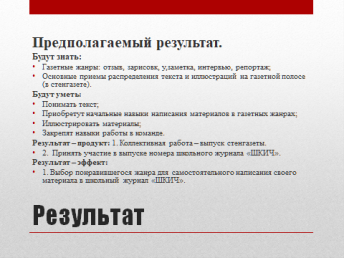 Предполагаемый результат.
Будут знать:
• Газетные жанры: отзыв, зарисовк, у,заметка, интервью, репортаж;
• Основные приемы распределения текста и иллюстраций на газетной полосе
(в стенгазете).
Будут уметь:
• Понимать текст;
• Приобретут начальные навыки написания материалов в газетных жанрах;
• Иллюстрировать материалы;
• Закрепят навыки работы в команде.
Результат – продукт: 1. Коллективная работа – выпуск стенгазеты.
• 2. Принять участие в выпуске номера школьного журнала «ШКИЧ».
Результат – эффект:
• 1. Выбор понравившегося жанра для самостоятельного написания своего
материала в школьный журнал «ШКИЧ».
Результат